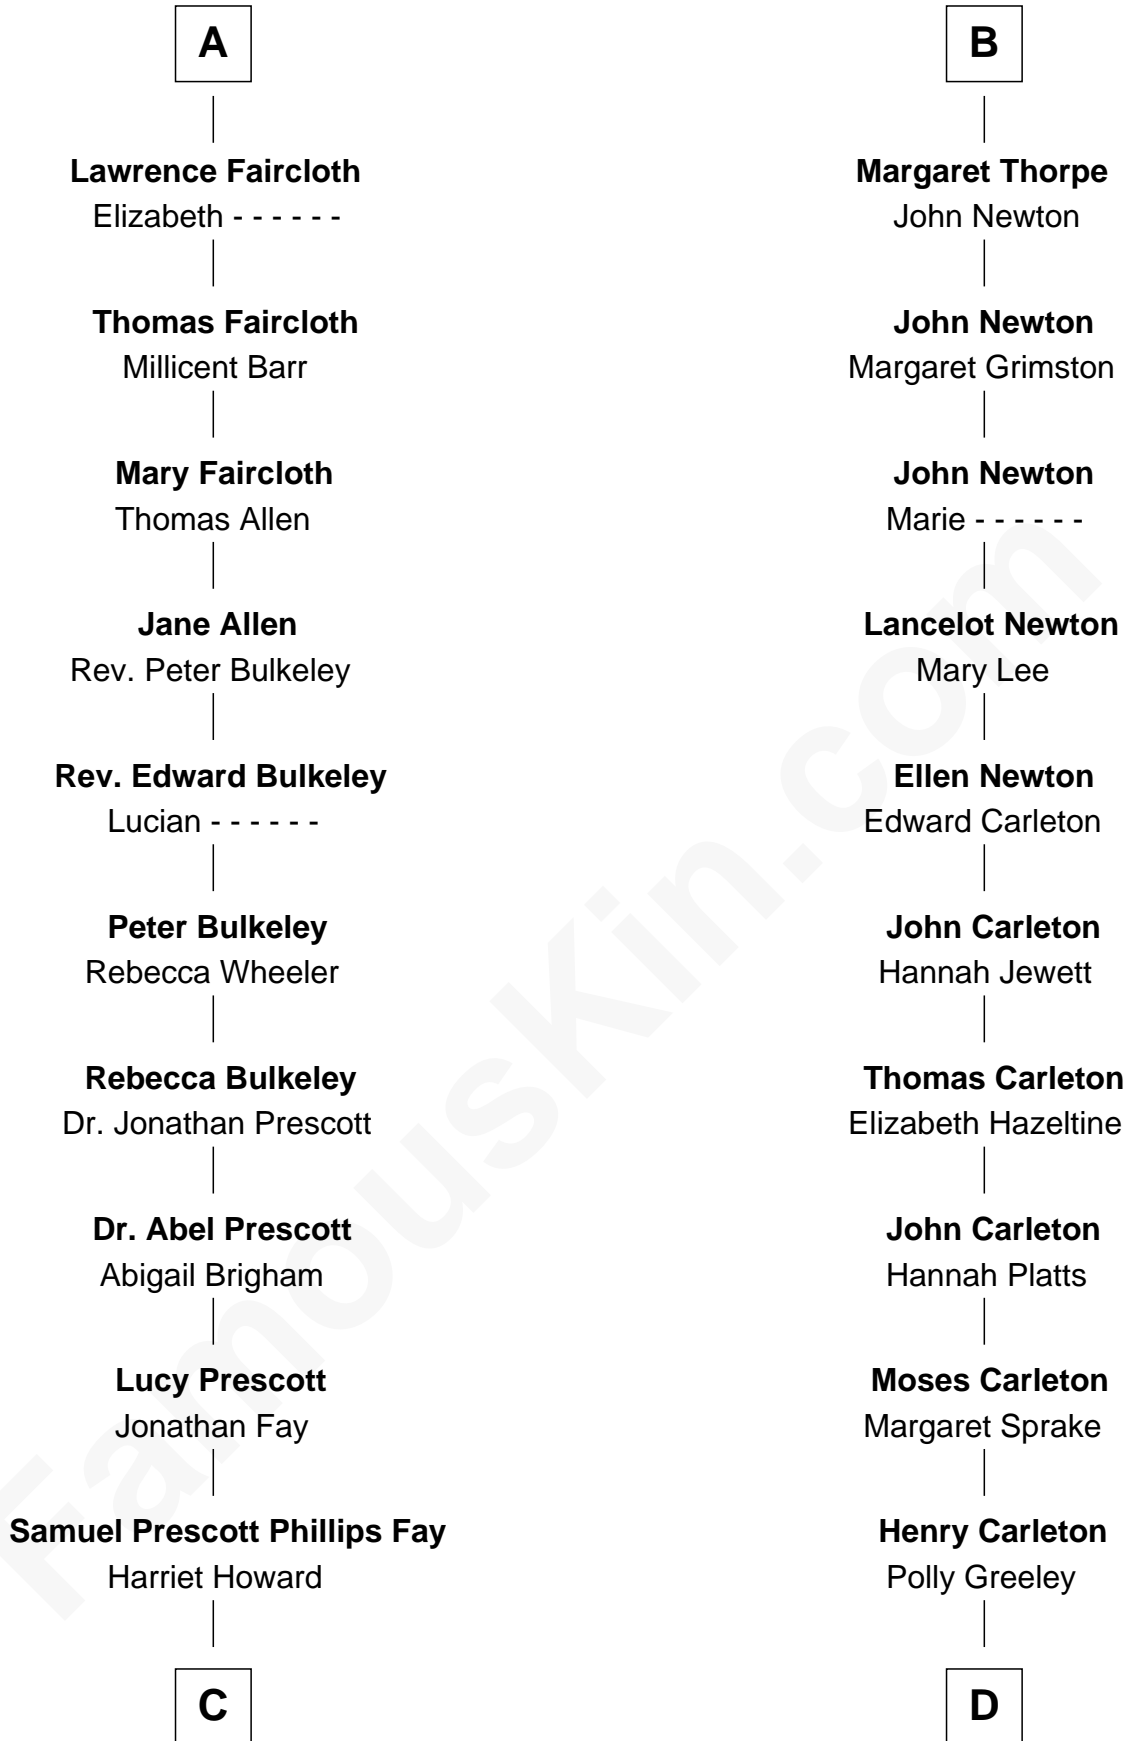 A
Lawrence Faircloth
Elizabeth - - - - - -
Thomas Faircloth
Millicent Barr
Mary Faircloth
Thomas Allen
Jane Allen
Rev. Peter Bulkeley
Rev. Edward Bulkeley
Lucian - - - - - -
Peter Bulkeley
Rebecca Wheeler
Rebecca Bulkeley
Dr. Jonathan Prescott
Dr. Abel Prescott
Abigail Brigham
Lucy Prescott
Jonathan Fay
Samuel Prescott Phillips Fay
Harriet Howard
C
B
Margaret Thorpe
John Newton
John Newton
Margaret Grimston
John Newton
Marie - - - - - -
Lancelot Newton
Mary Lee
Ellen Newton
Edward Carleton
John Carleton
Hannah Jewett
Thomas Carleton
Elizabeth Hazeltine
John Carleton
Hannah Platts
Moses Carleton
Margaret Sprake
Henry Carleton
Polly Greeley
D
FamousKin.com